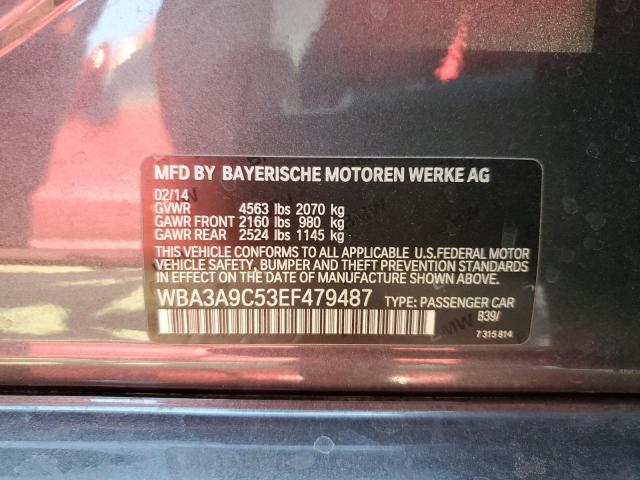 MFD BY BAYERISCHE MOTOREN WERKE AG
02/14
GVWR 4563 lbs 2070 kg
GAWR FRONT 2160 lbs 980 kg
GAWR REAR 2524 lbs 1145 kg
THIS VEHICLE CONFORMS TO ALL APPLICABLE U.S.FEDERAL MOTOR
VEHICLE SAFETY, BUMPER AND THEFT PREVENTION STANDARDS
IN EFFECT ON THE DATE OF MANUFACTURE SHOWN ABOVE.
WBA3A9C53EF479487 TYPE: PASSENGER CAR
B39/
7 315 814